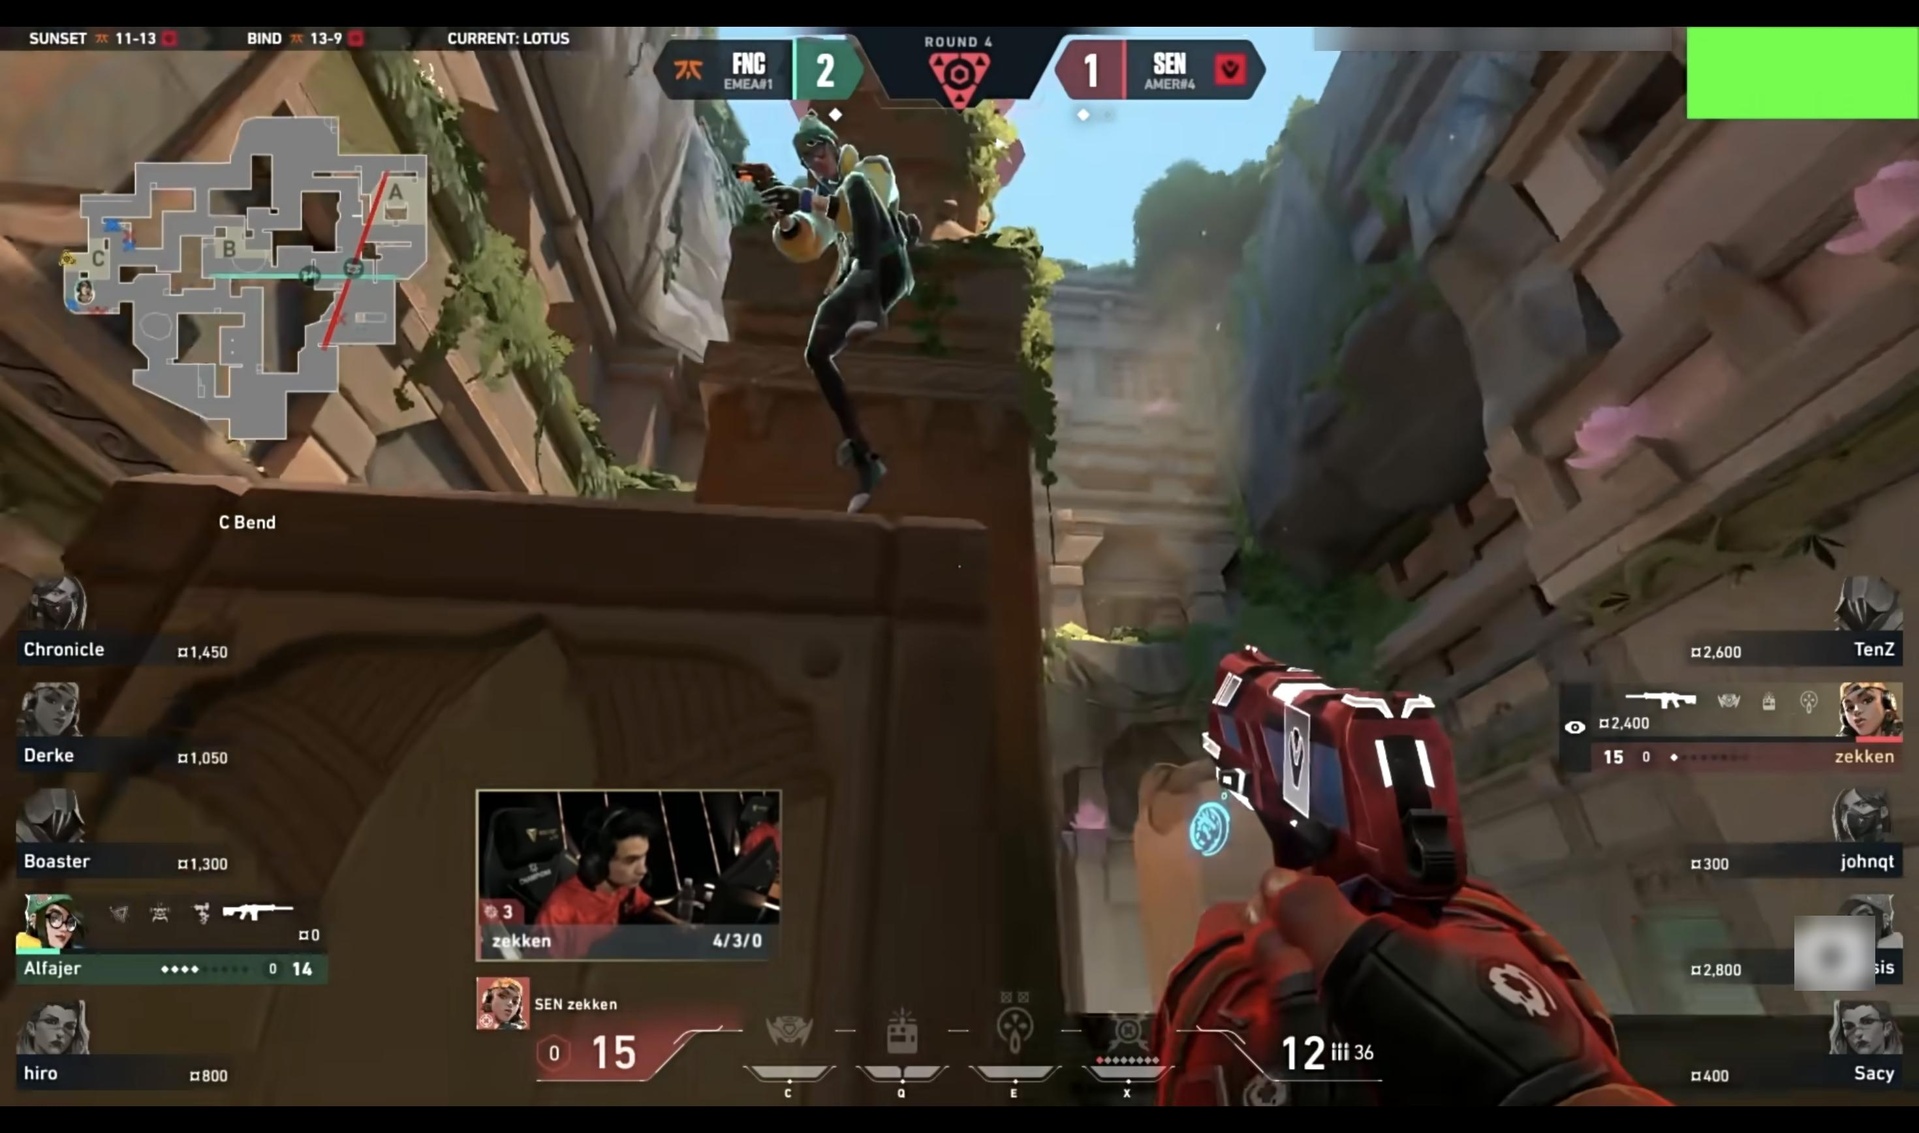 SUNSET 11-13 BIND 13-9 CURRENT: LOTUS
ROUND 4
FNC 2 1 SEN
EMEA#1 AMER#4
A
B
C
C Bend
Chronicle ¤1,450
Derke ¤1,050
Boaster ¤1,300
¤0
Alfajer 0 14
hiro ¤800
¤2,600 TenZ
¤2,400
15 0 zekken
¤300 johnqt
¤2,800 sis
¤400 Sacy
3
zekken 4/3/0
SEN zekken
0 15
12 36
C Q E X